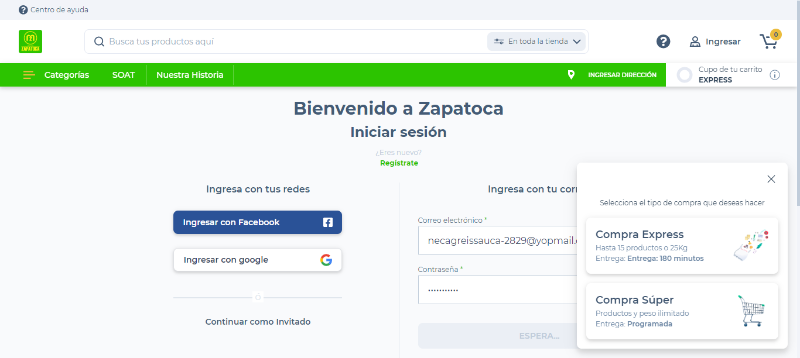 Centro de ayuda
m
ZAPATOCA
Busca tus productos aquí
En toda la tienda
?
Ingresar
0
Categorías
SOAT
Nuestra Historia
INGRESAR DIRECCIÓN
Cupo de tu carrito
EXPRESS
Bienvenido a Zapatoca
Iniciar sesión
¿Eres nuevo?
Regístrate
Ingresa con tus redes
Ingresar con Facebook
Ingresar con google
O
Continuar como Invitado
Ingresa con tu corr
Correo electrónico *
necagreissauca-2829@yopmail.
Contraseña *
ESPERA...
Selecciona el tipo de compra que deseas hacer
Compra Express
Hasta 15 productos o 25Kg
Entrega: Entrega: 180 minutos
Compra Súper
Productos y peso ilimitado
Entrega: Programada